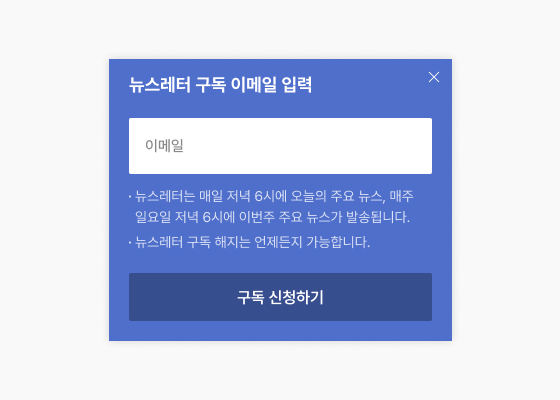 뉴스레터 구독 이메일 입력
이메일
· 뉴스레터는 매일 저녁 6시에 오늘의 주요 뉴스, 매주
일요일 저녁 6시에 이번주 주요 뉴스가 발송됩니다.
· 뉴스레터 구독 해지는 언제든지 가능합니다.
구독 신청하기